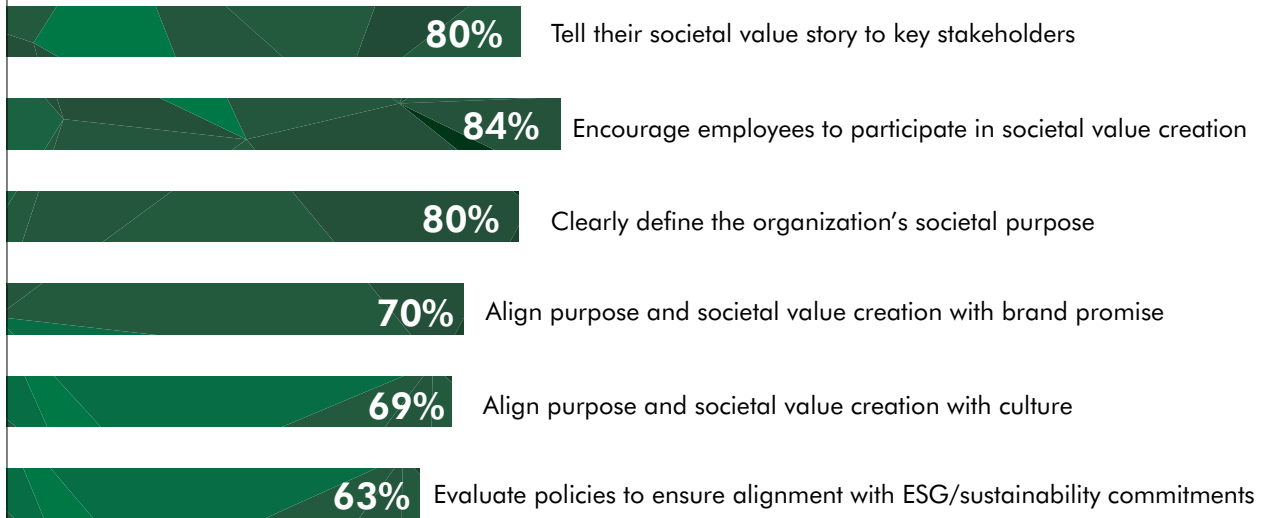 80% Tell their societal value story to key stakeholders
84% Encourage employees to participate in societal value creation
80% Clearly define the organization's societal purpose
70% Align purpose and societal value creation with brand promise
69% Align purpose and societal value creation with culture
63% Evaluate policies to ensure alignment with ESG/sustainability commitments